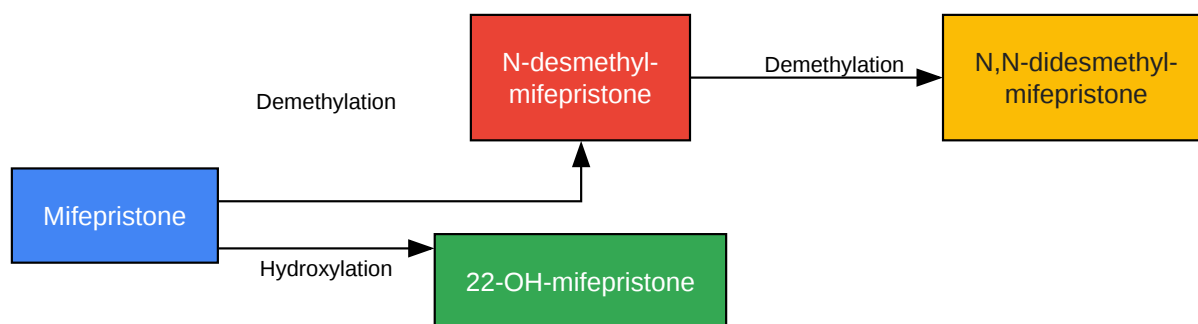 N-desmethyl-
mifepristone
Demethylation
N,N-didesmethyl-
mifepristone
Demethylation
Mifepristone
Hydroxylation
22-OH-mifepristone